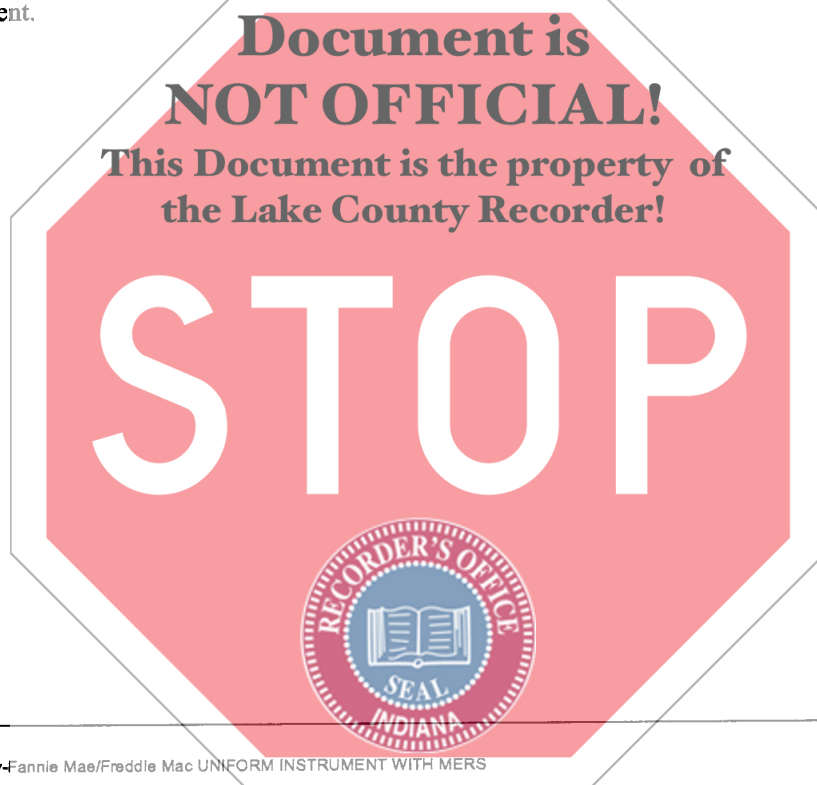 ent.
Document is
NOT OFFICIAL!
This Document is the property of
the Lake County Recorder!
STOP
RECORDER'S OFFICE
SEAL
INDIANA
Fannie Mae/Freddie Mac UNIFORM INSTRUMENT WITH MERS